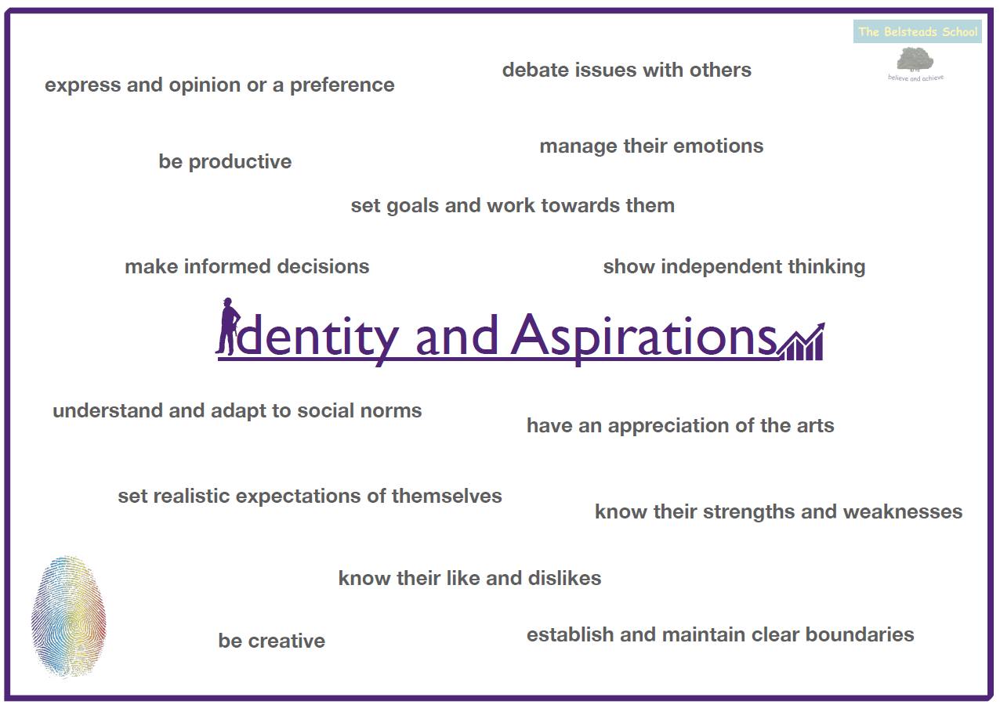 The Belsteads School
believe and achieve
debate issues with others
express and opinion or a preference
manage their emotions
be productive
set goals and work towards them
make informed decisions
show independent thinking
Identity and Aspirations
understand and adapt to social norms
have an appreciation of the arts
set realistic expectations of themselves
know their strengths and weaknesses
know their like and dislikes
establish and maintain clear boundaries
be creative